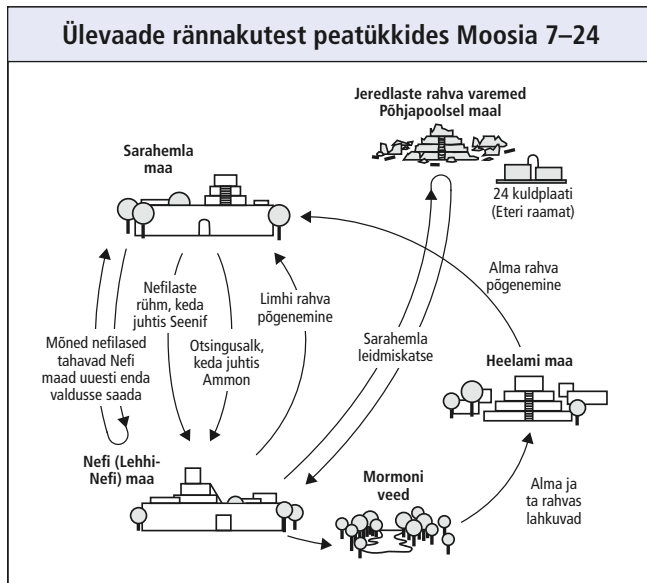 Ülevaade rännakutest peatükkides Moosia 7–24
Jeredlaste rahva varemed
Põhjapoolsel maal
Sarahemla
maa
24 kuldplaati
(Eteri raamat)
Alma rahva
põgenemine
Nefilaste
rühm, keda
juhtis Seenif
Limhi rahva
põgenemine
Mõned nefilased
tahavad Nefi
maad uuesti enda
valdusse saada
Otsingusalk,
keda juhtis
Ammon
Sarahemla
leidmiskatse
Heelami maa
Nefi (Lehhi-
Nefi) maa
Mormoni
veed
Alma ja
ta rahvas
lahkuvad